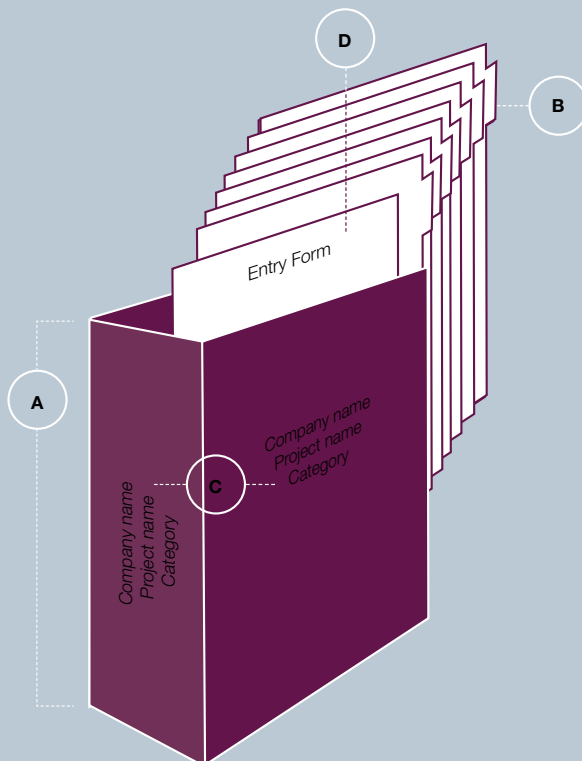 D
B
Entry Form
A
Company name
Project name
Category
C
Company name
Project name
Category